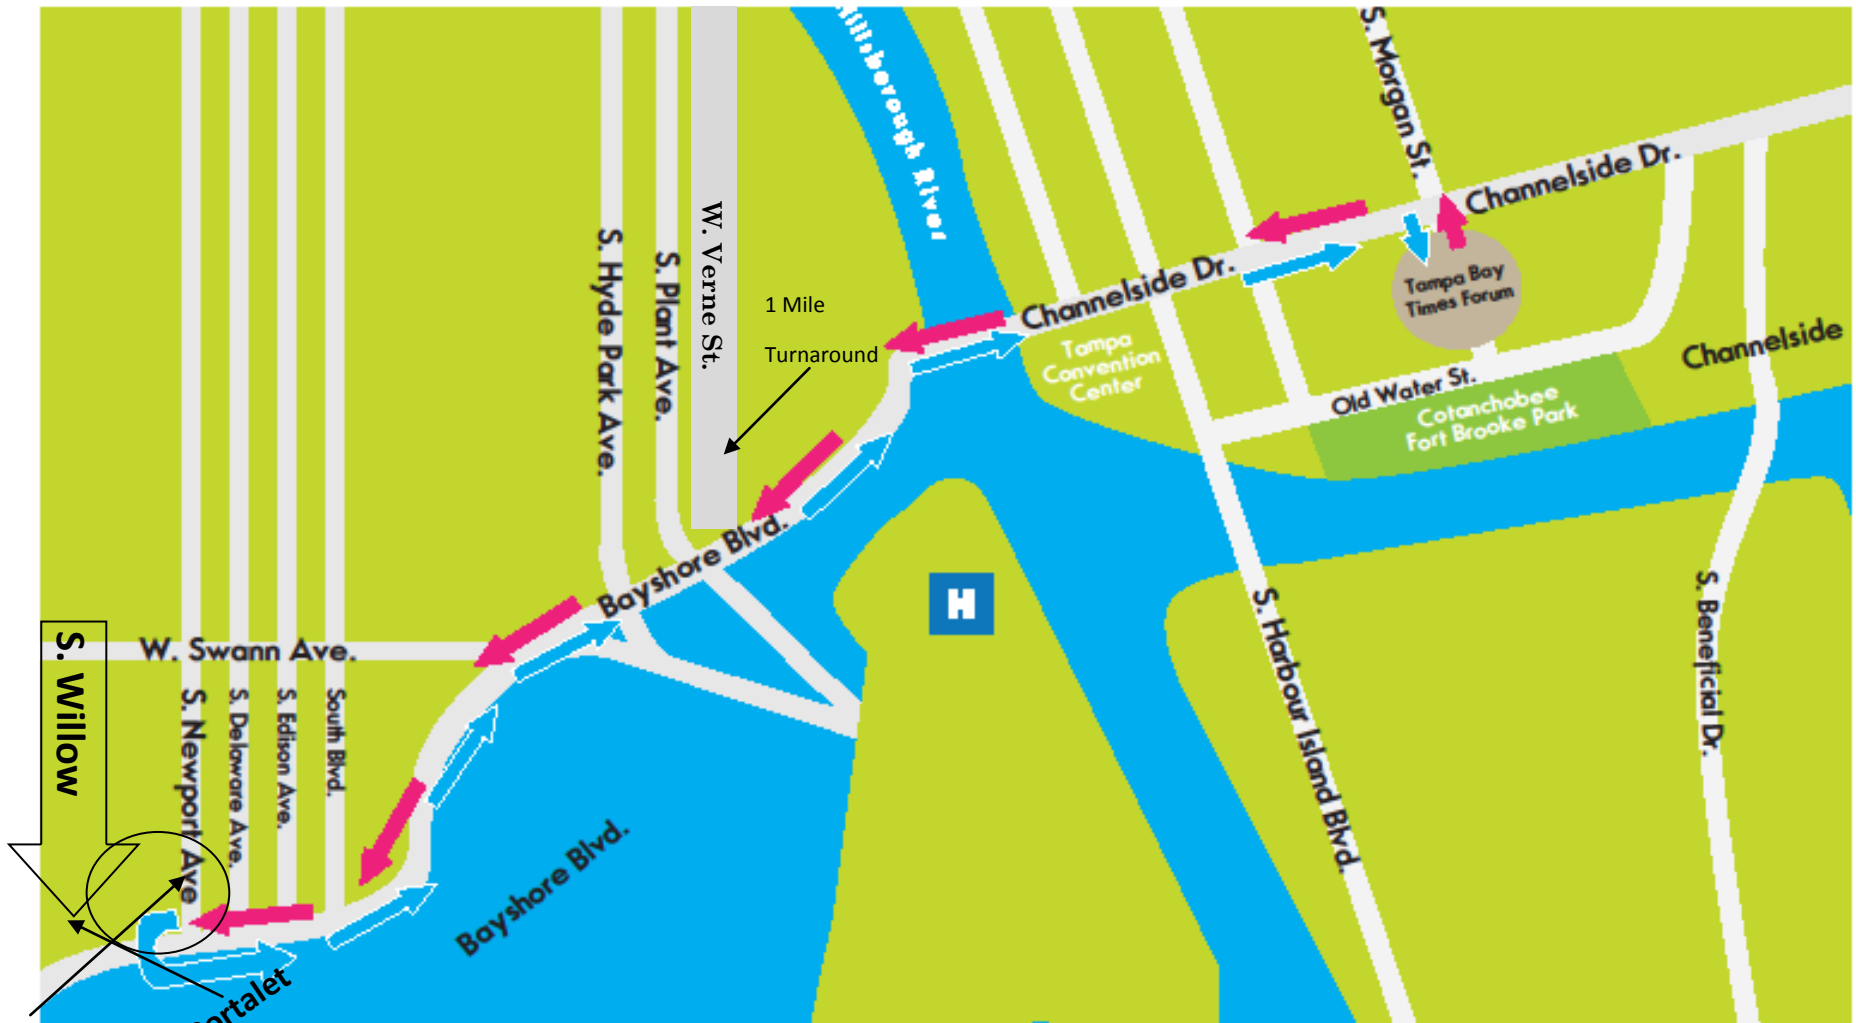 illsborough River
S. Morgan St.
Channelside Dr.
W. Verne St.
S. Hyde Park Ave.
S. Plant Ave.
1 Mile
Turnaround
Channelside Dr.
Tampa Bay
Times Forum
Tampa
Convention
Center
Channelside
Old Water St.
Cotanchobee
Fort Brooke Park
Bayshore Blvd.
H
S. Harbour Island Blvd.
S. Beneficial Dr.
W. Swann Ave.
S. Willow
S. Newport Ave
S. Delaware Ave.
S. Edison Ave.
South Blvd.
Bayshore Blvd.
ortalet